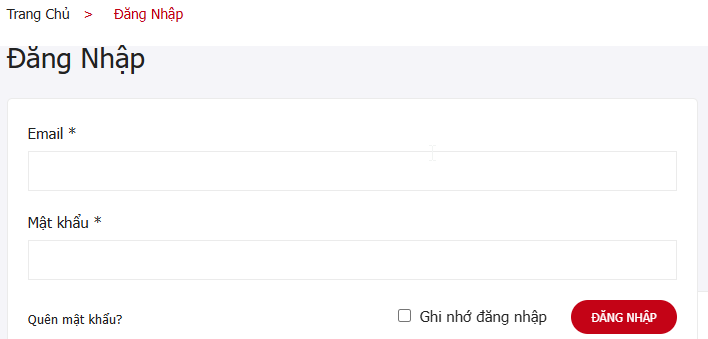 Trang Chủ > Đăng Nhập
Đăng Nhập
Email *
Mật khẩu *
Quên mật khẩu? Ghi nhớ đăng nhập ĐĂNG NHẬP